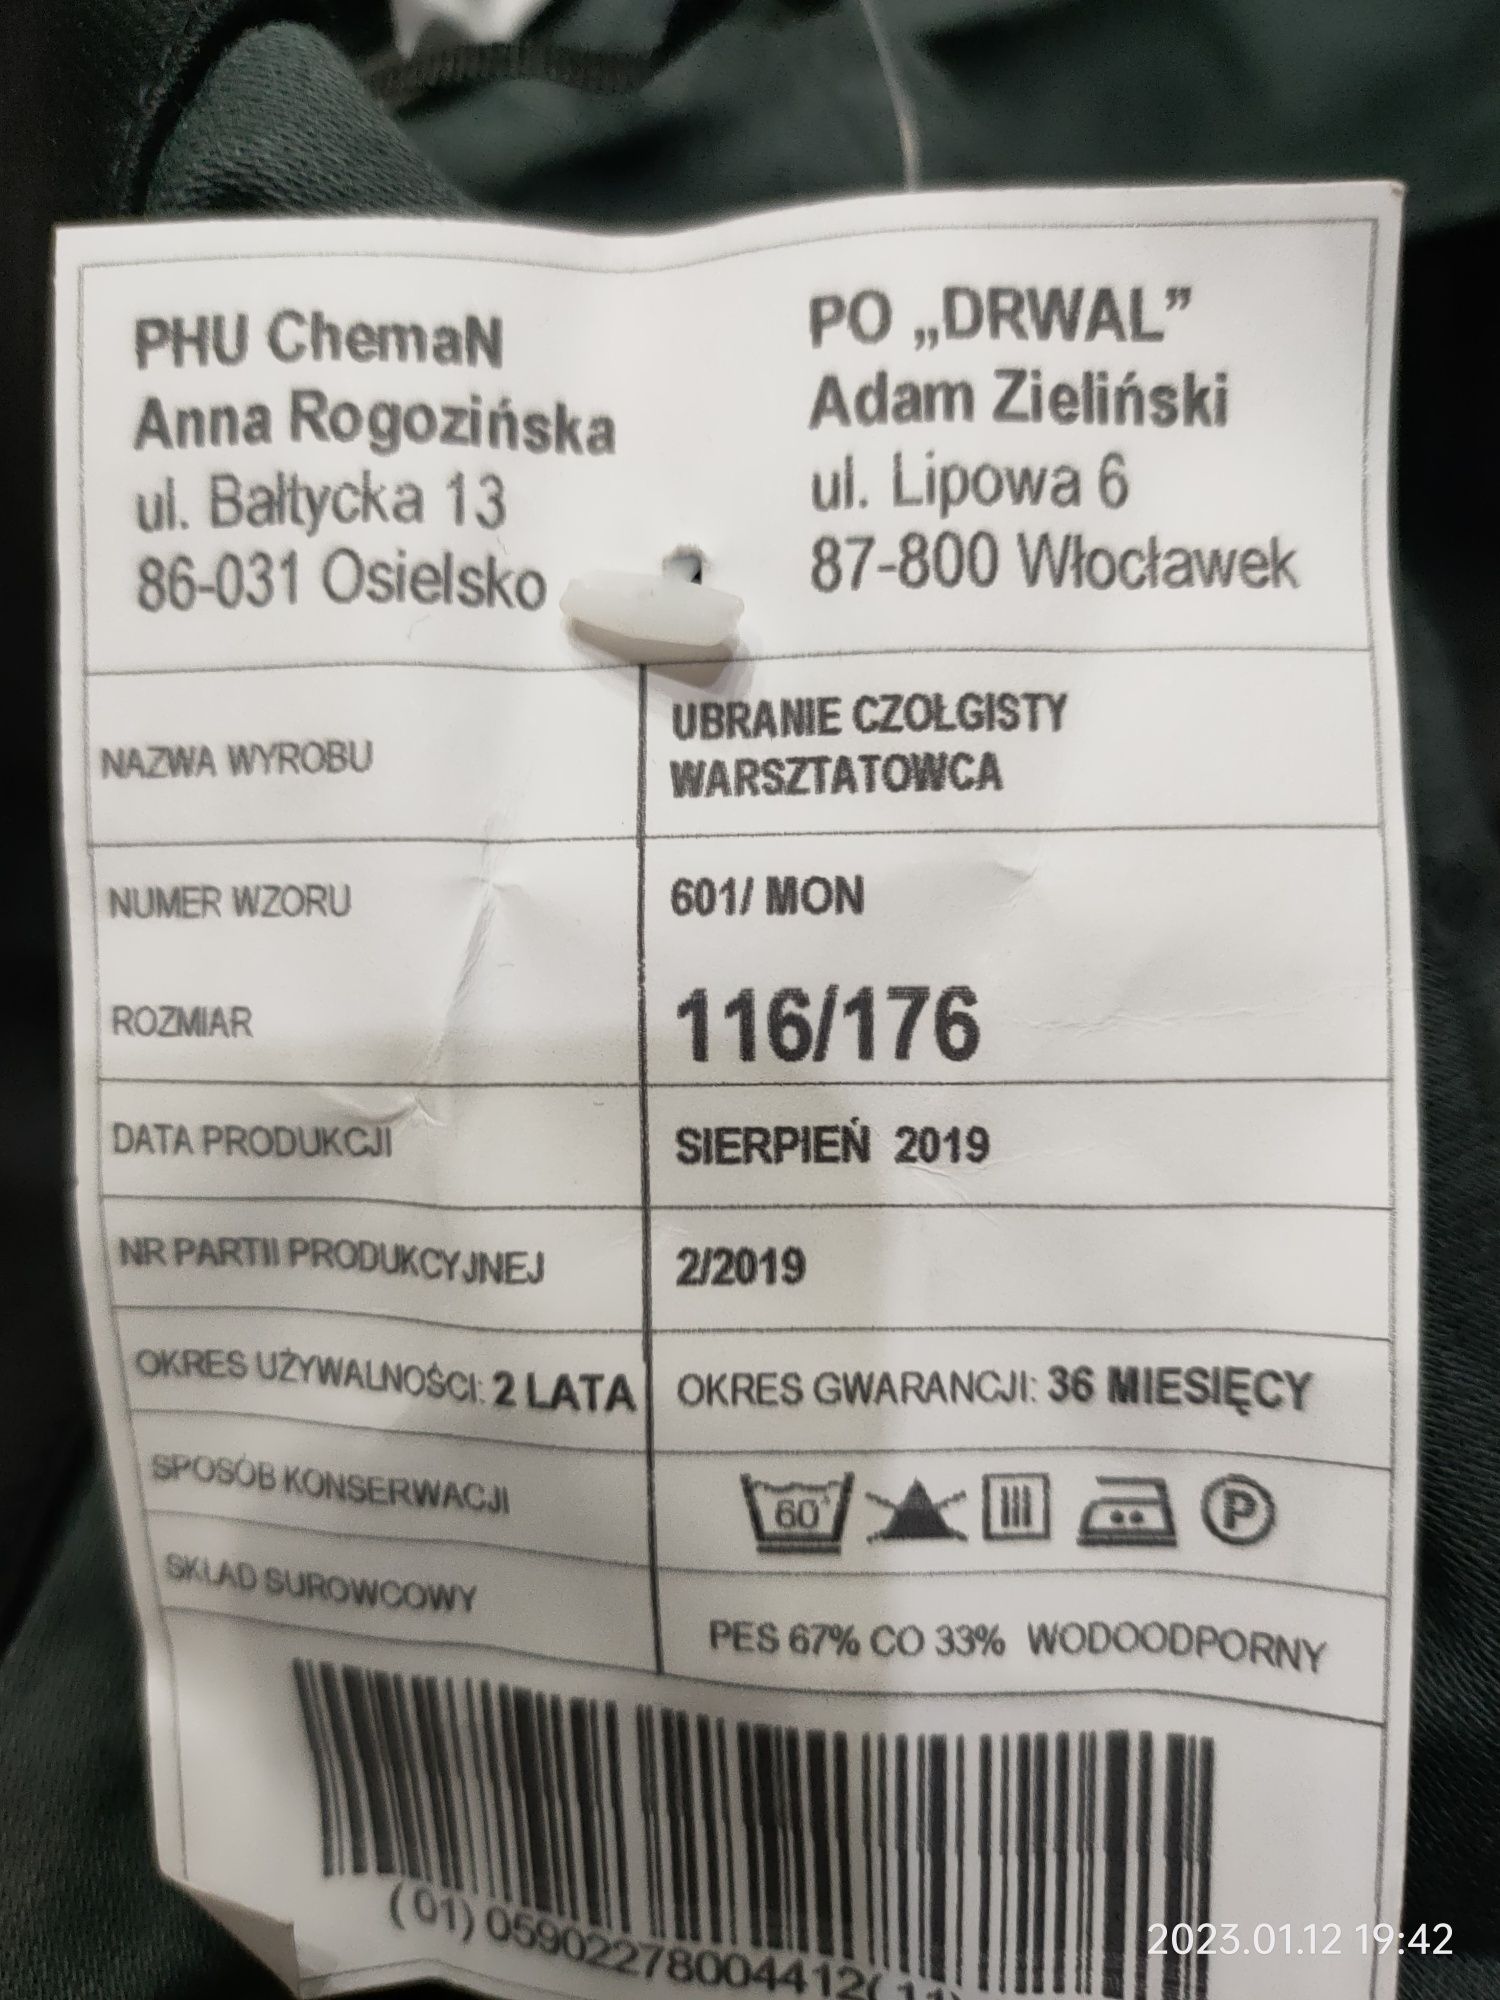 PHU ChemaN
Anna Rogozińska
ul. Bałtycka 13
86-031 Osielsko
PO „DRWAL”
Adam Zieliński
ul. Lipowa 6
87-800 Włocławek
NAZWA WYROBU
UBRANIE CZOŁGISTY
WARSZTATOWCA
NUMER WZORU
601/ MON
ROZMIAR
116/176
DATA PRODUKCJI
SIERPIEŃ 2019
NR PARTII PRODUKCYJNEJ
2/2019
OKRES UŻYWALNOŚCI: 2 LATA
OKRES GWARANCJI: 36 MIESIĘCY
SPOSÓB KONSERWACJI
60°
P
SKŁAD SUROWCOWY
PES 67% CO 33% WODOODPORNY
(01)05902278004412(11)
2023.01.12 19:42